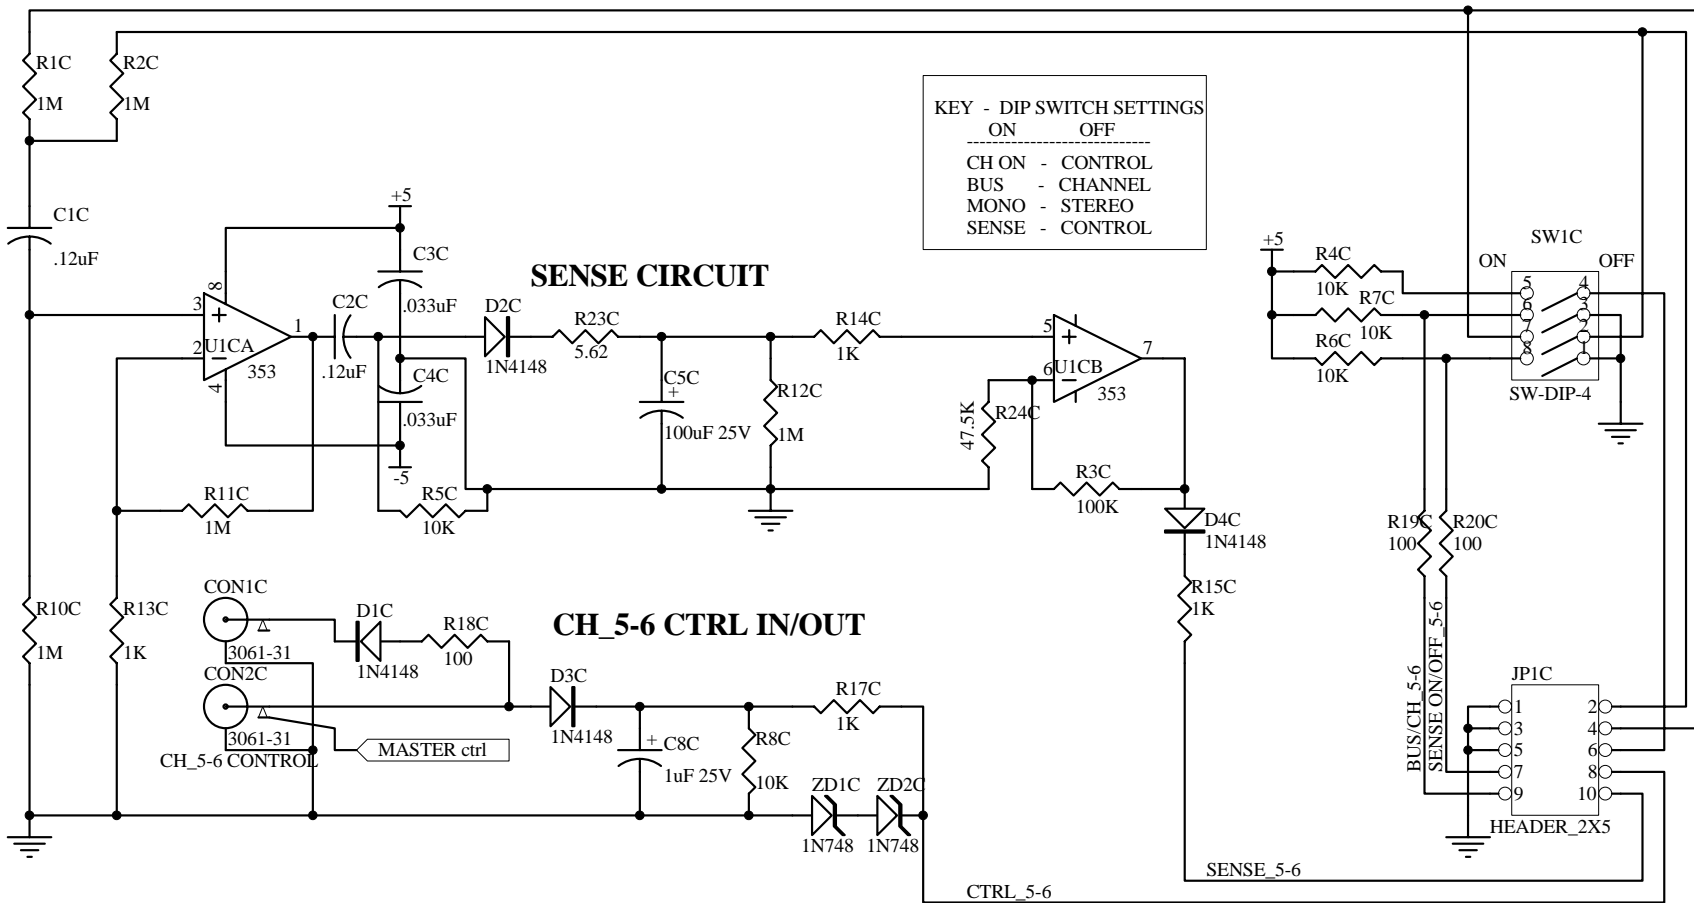 R1C
1M
R2C
1M
C1C
.12uF
+5
C3C
.033uF
C4C
.033uF
-5
3
2
8
4
1
U1CA
353
C2C
.12uF
SENSE CIRCUIT
D2C
1N4148
R23C
5.62
C5C
+
100uF 25V
R12C
1M
R14C
1K
5
6
7
U1CB
353
47.5K
R24C
R3C
100K
R11C
1M
R5C
10K
D4C
1N4148
R15C
1K
KEY - DIP SWITCH SETTINGS
ON OFF
-----------------------------
CH ON - CONTROL
BUS - CHANNEL
MONO - STEREO
SENSE - CONTROL
+5
R4C
10K
R7C
10K
R6C
10K
SW1C
ON
OFF
5 4
6 3
7 2
8 1
SW-DIP-4
R19C
100
R20C
100
BUS/CH_5-6
SENSE ON/OFF_5-6
JP1C
1 2
3 4
5 6
7 8
9 10
HEADER_2X5
R10C
1M
R13C
1K
CON1C
3061-31
CON2C
3061-31
CH_5-6 CONTROL
D1C
1N4148
R18C
100
CH_5-6 CTRL IN/OUT
D3C
1N4148
MASTER ctrl
+
C8C
1uF 25V
R8C
10K
R17C
1K
ZD1C
1N748
ZD2C
1N748
SENSE_5-6
CTRL_5-6